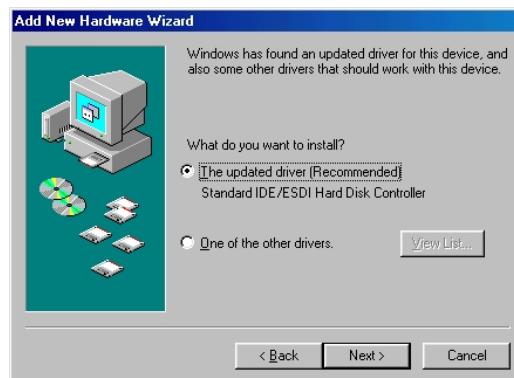 Add New Hardware Wizard
Windows has found an updated driver for this device, and
also some other drivers that should work with this device.
What do you want to install?
The updated driver (Recommended)
Standard IDE/ESDI Hard Disk Controller
One of the other drivers.
View List...
< Back
Next >
Cancel